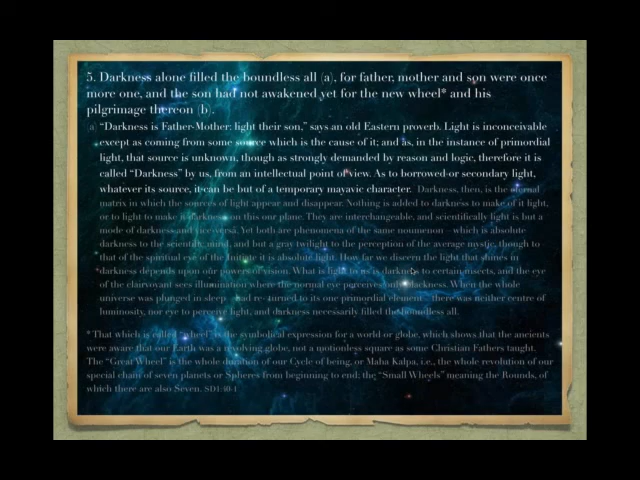 5. Darkness alone filled the boundless all (a), for father, mother and son were once
more one, and the son had not awakened yet for the new wheel* and his
pilgrimage thereon (b).
(a) “Darkness is Father-Mother: light their son,” says an old Eastern proverb. Light is inconceivable
except as coming from some source which is the cause of it; and as, in the instance of primordial
light, that source is unknown, though as strongly demanded by reason and logic, therefore it is
called “Darkness” by us, from an intellectual point of view. As to borrowed or secondary light,
whatever its source, it can be but of a temporary mayavic character. Darkness, then, is the eternal
matrix in which the sources of light appear and disappear. Nothing is added to darkness to make of it light,
or to light to make it darkness, on this our plane. They are interchangeable, and scientifically light is but a
mode of darkness and vice versa. Yet both are phenomena of the same noumenon – which is absolute
darkness to the scientific mind, and but a gray twilight to the perception of the average mystic, though to
that of the spiritual eye of the Initiate it is absolute light. How far we discern the light that shines in
darkness depends upon our powers of vision. What is light to us is darkness to certain insects, and the eye
of the clairvoyant sees illumination where the normal eye perceives only blackness. When the whole
universe was plunged in sleep – had re- turned to its one primordial element – there was neither centre of
luminosity, nor eye to perceive light, and darkness necessarily filled the boundless all.
* That which is called “wheel” is the symbolical expression for a world or globe, which shows that the ancients
were aware that our Earth was a revolving globe, not a motionless square as some Christian Fathers taught.
The “Great Wheel” is the whole duration of our Cycle of being, or Maha Kalpa, i.e., the whole revolution of our
special chain of seven planets or Spheres from beginning to end; the “Small Wheels” meaning the Rounds, of
which there are also Seven. SD1:40-1